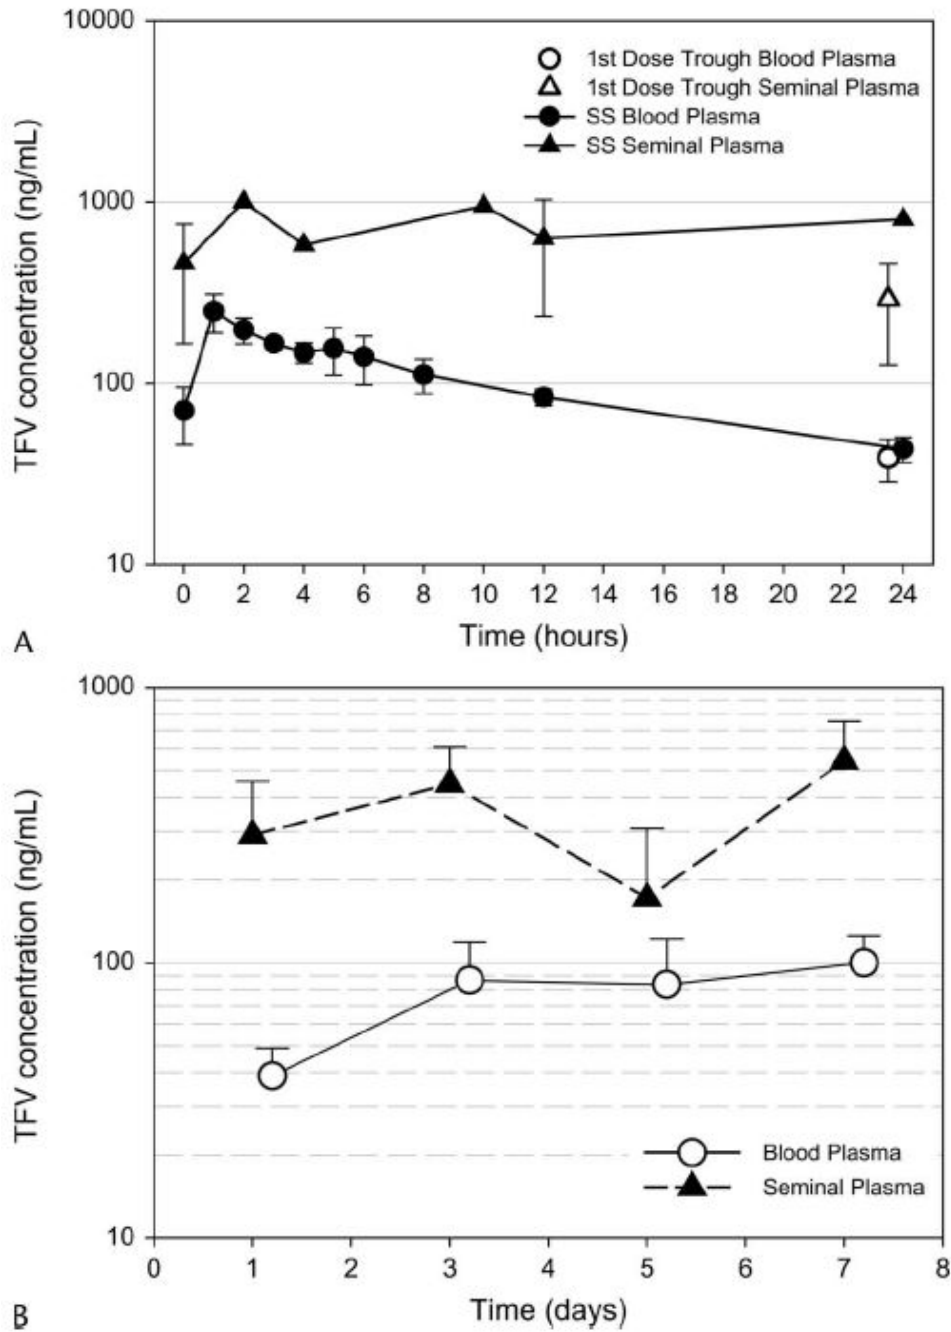 10000
1000
100
10
TFV concentration (ng/mL)
1st Dose Trough Blood Plasma
1st Dose Trough Seminal Plasma
SS Blood Plasma
SS Seminal Plasma
0 2 4 6 8 10 12 14 16 18 20 22 24
Time (hours)
A
1000
100
10
TFV concentration (ng/mL)
Blood Plasma
Seminal Plasma
0 1 2 3 4 5 6 7 8
Time (days)
B